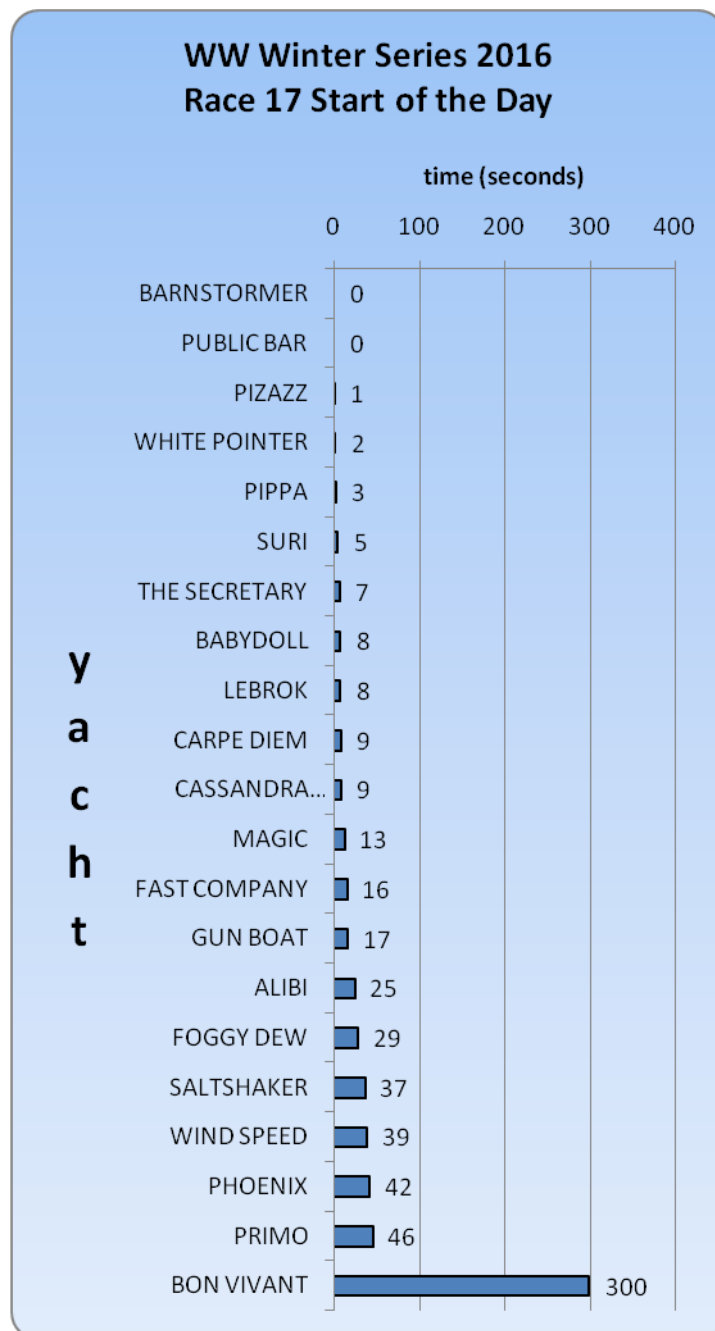 WW Winter Series 2016
Race 17 Start of the Day
time (seconds)
0 100 200 300 400
BARNSTORMER 0
PUBLIC BAR 0
PIZAZZ 1
WHITE POINTER 2
PIPPA 3
SURI 5
THE SECRETARY 7
BABYDOLL 8
LEBROK 8
CARPE DIEM 9
CASSANDRA... 9
MAGIC 13
FAST COMPANY 16
GUN BOAT 17
ALIBI 25
FOGGY DEW 29
SALTSHAKER 37
WIND SPEED 39
PHOENIX 42
PRIMO 46
BON VIVANT 300
yacht